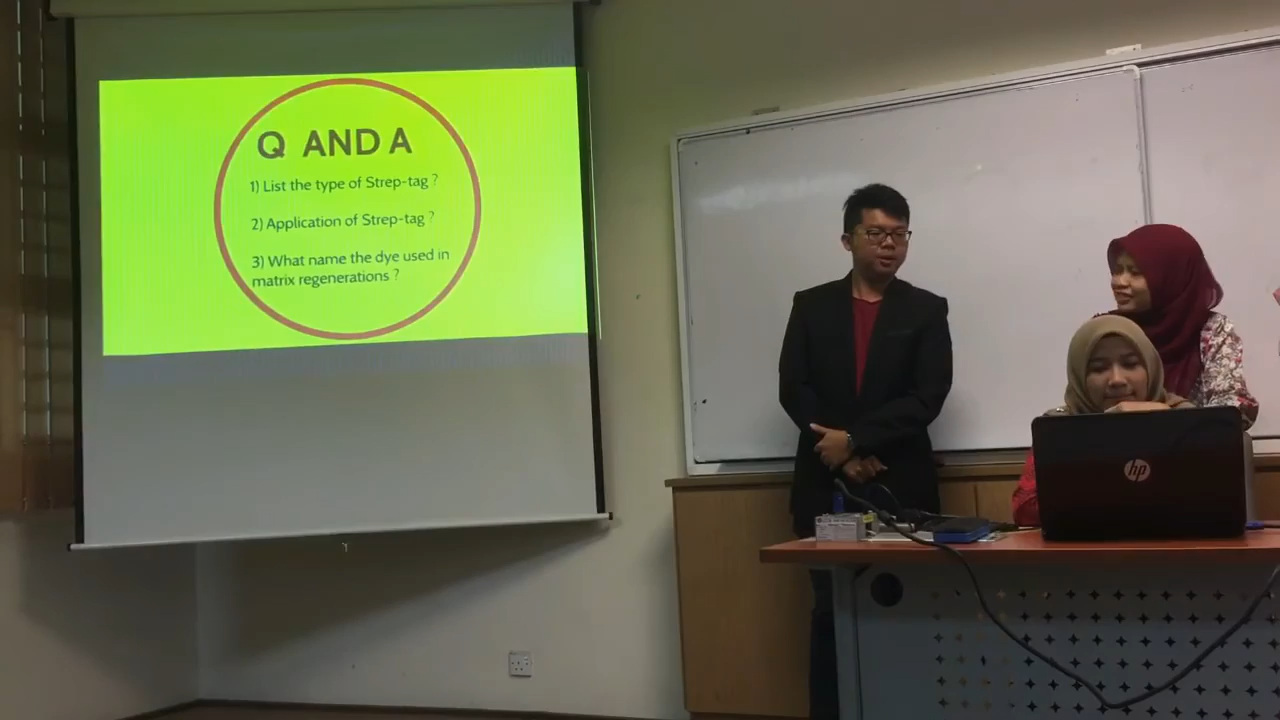 Q AND A
1) List the type of Strep-tag ?
2) Application of Strep-tag ?
3) What name the dye used in
matrix regenerations ?
hp